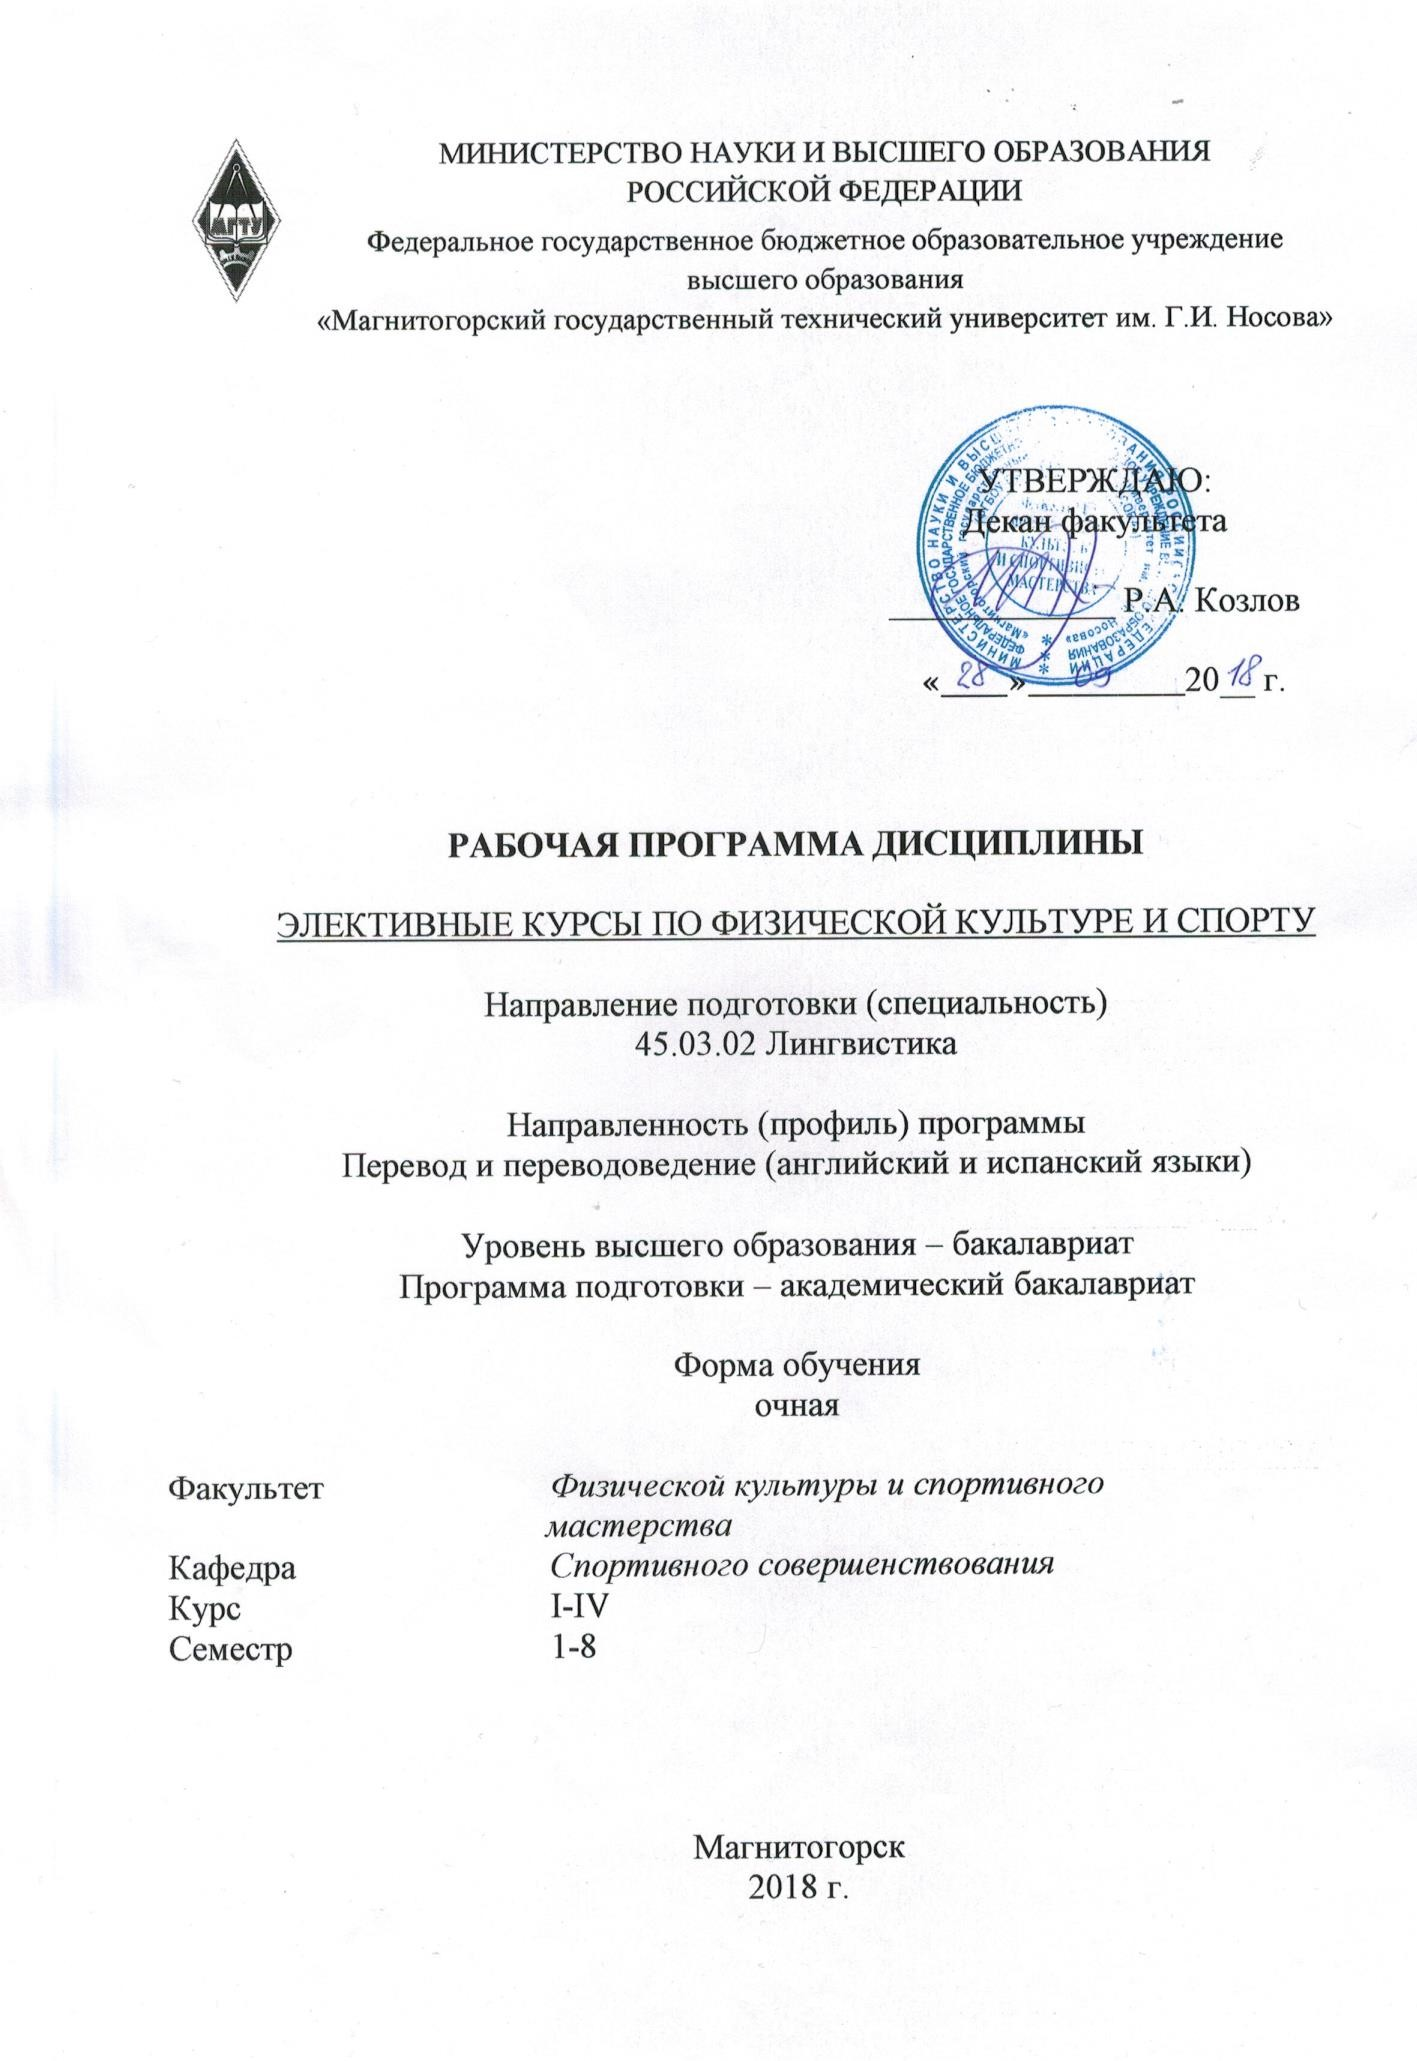 МИНИСТЕРСТВО НАУКИ И ВЫСШЕГО ОБРАЗОВАНИЯ
РОССИЙСКОЙ ФЕДЕРАЦИИ
МГТУ
Федеральное государственное бюджетное образовательное учреждение
высшего образования
«Магнитогорский государственный технический университет им. Г.И. Носова»
УТВЕРЖДАЮ:
Декан факультета
И СПОРТИВНО
МАСТЕРСТВА
Р.А. Козлов
«28» 09 2018 г.
РАБОЧАЯ ПРОГРАММА ДИСЦИПЛИНЫ
ЭЛЕКТИВНЫЕ КУРСЫ ПО ФИЗИЧЕСКОЙ КУЛЬТУРЕ И СПОРТУ
Направление подготовки (специальность)
45.03.02 Лингвистика
Направленность (профиль) программы
Перевод и переводоведение (английский и испанский языки)
Уровень высшего образования – бакалавриат
Программа подготовки – академический бакалавриат
Форма обучения
очная
Факультет Физической культуры и спортивного
мастерства
Кафедра Спортивного совершенствования
Курс I-IV
Семестр 1-8
Магнитогорск
2018 г.